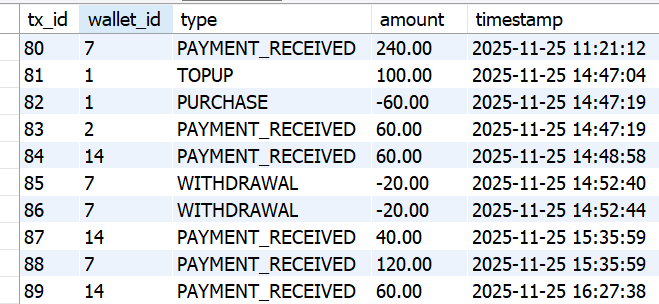 tx_id wallet_id type amount timestamp
80 7 PAYMENT_RECEIVED 240.00 2025-11-25 11:21:12
81 1 TOPUP 100.00 2025-11-25 14:47:04
82 1 PURCHASE -60.00 2025-11-25 14:47:19
83 2 PAYMENT_RECEIVED 60.00 2025-11-25 14:47:19
84 14 PAYMENT_RECEIVED 60.00 2025-11-25 14:48:58
85 7 WITHDRAWAL -20.00 2025-11-25 14:52:40
86 7 WITHDRAWAL -20.00 2025-11-25 14:52:44
87 14 PAYMENT_RECEIVED 40.00 2025-11-25 15:35:59
88 7 PAYMENT_RECEIVED 120.00 2025-11-25 15:35:59
89 14 PAYMENT_RECEIVED 60.00 2025-11-25 16:27:38